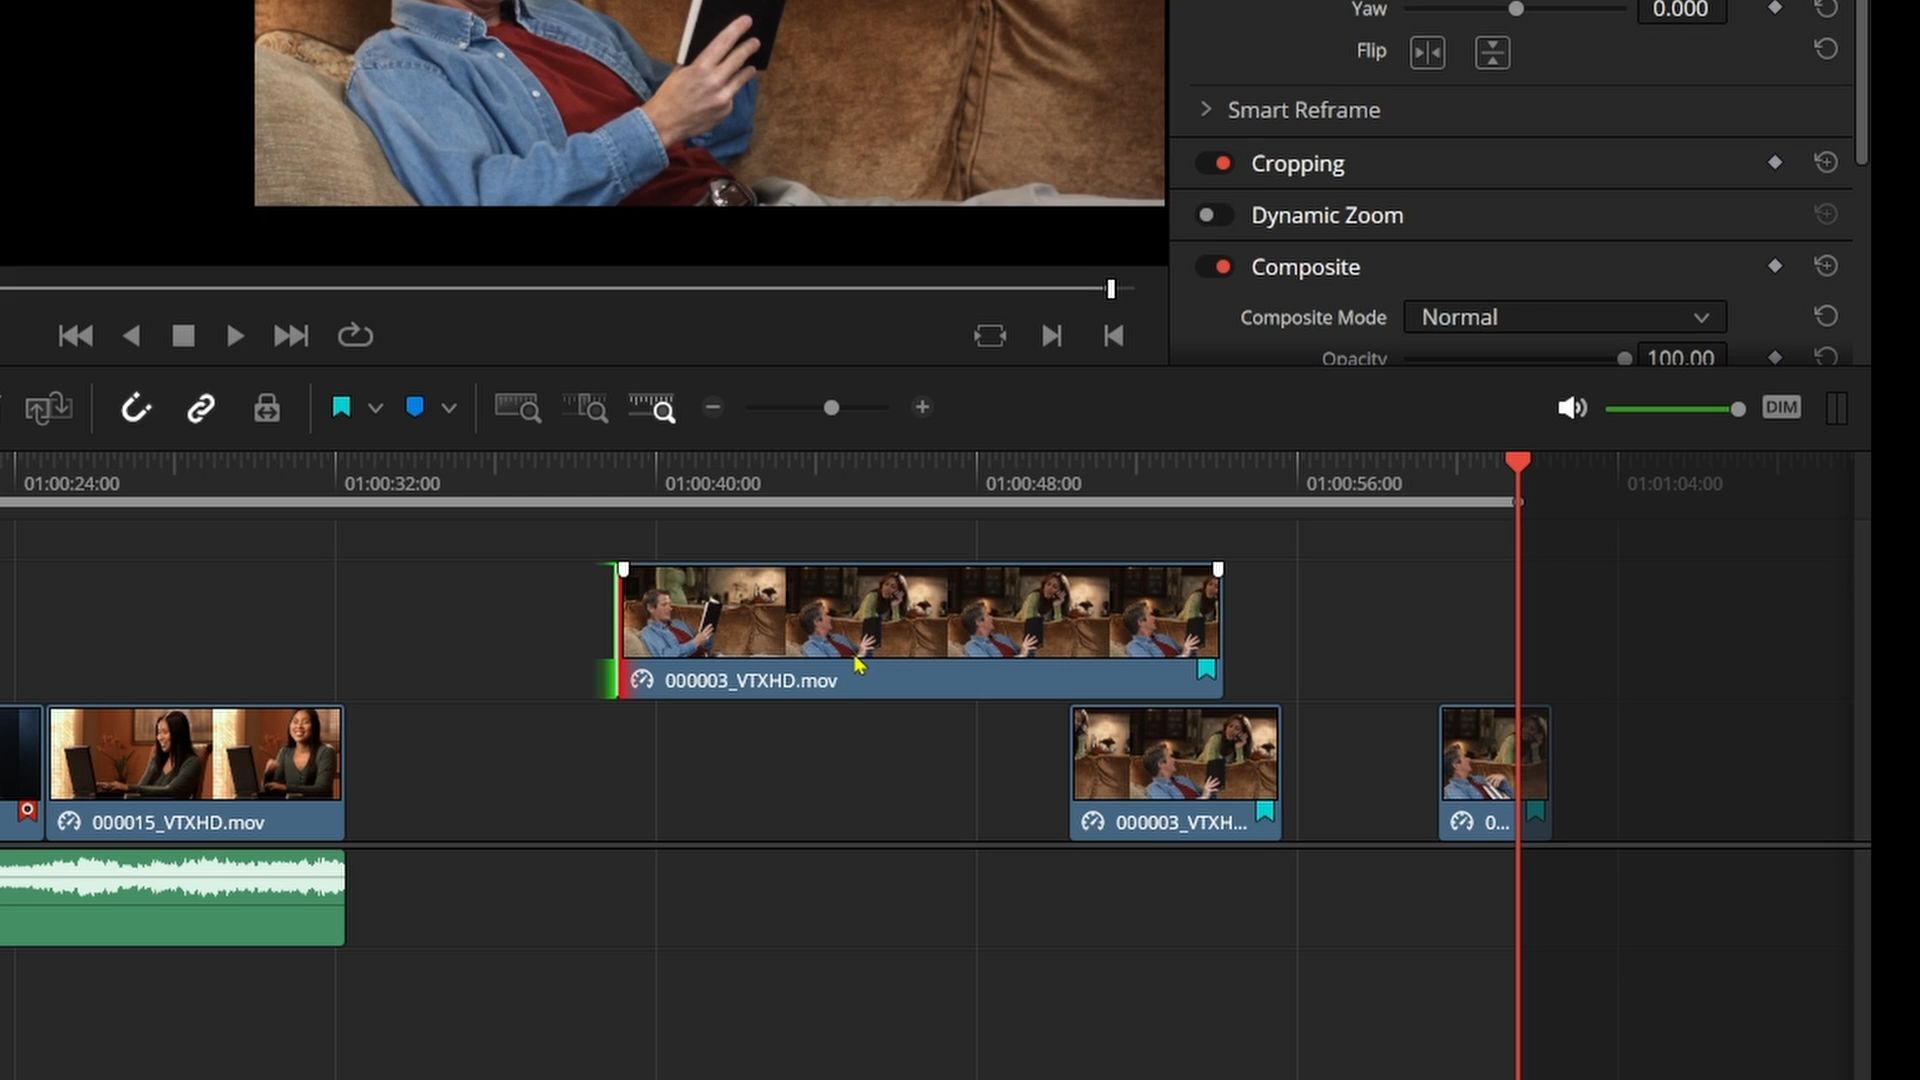 Yaw
0.000
Flip
Smart Reframe
Cropping
Dynamic Zoom
Composite
Composite Mode
Normal
Opacity
100.00
DIM
01:00:24:00
01:00:32:00
01:00:40:00
01:00:48:00
01:00:56:00
01:01:04:00
000003_VTXHD.mov
000015_VTXHD.mov
000003_VTXH...
0...